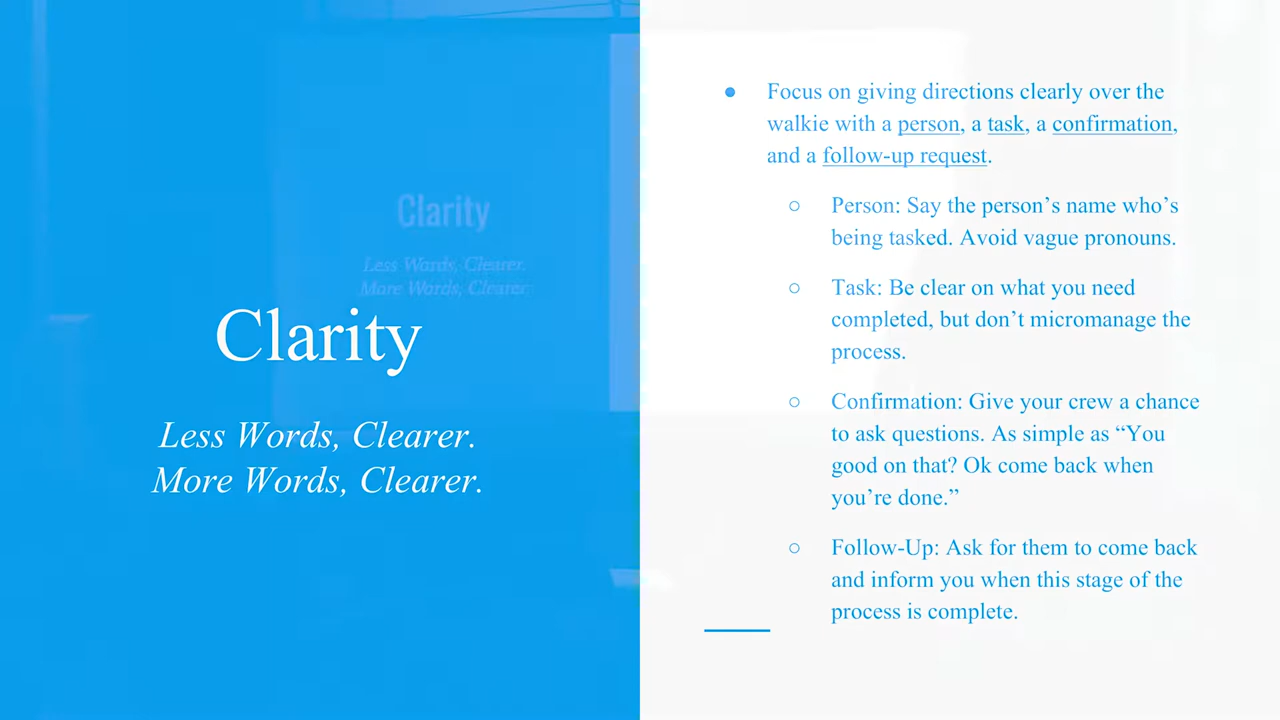 Clarity
Less Words, Clearer.
More Words, Clearer.
Clarity
Less Words, Clearer.
More Words, Clearer.
● Focus on giving directions clearly over the
walkie with a person, a task, a confirmation,
and a follow-up request.
○ Person: Say the person’s name who’s
being tasked. Avoid vague pronouns.
○ Task: Be clear on what you need
completed, but don’t micromanage the
process.
○ Confirmation: Give your crew a chance
to ask questions. As simple as “You
good on that? Ok come back when
you’re done.”
○ Follow-Up: Ask for them to come back
and inform you when this stage of the
process is complete.